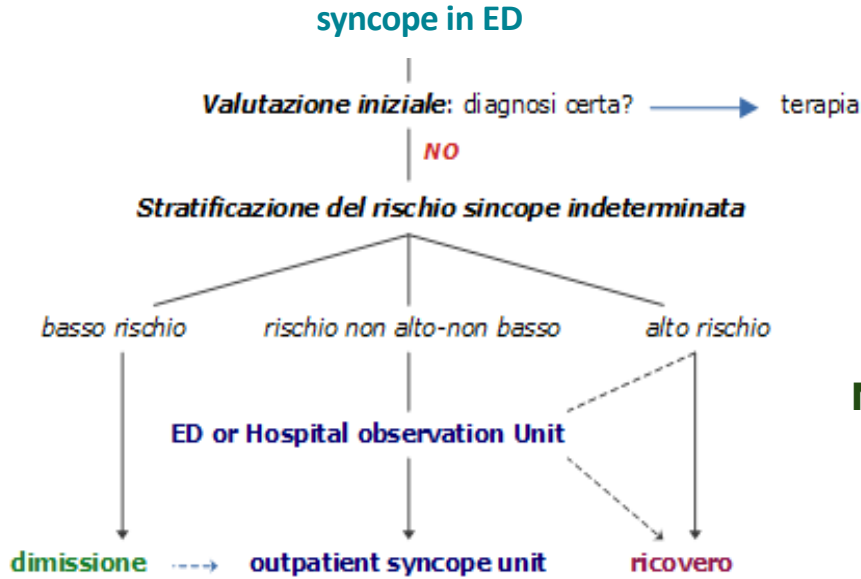 syncope in ED
Valutazione iniziale: diagnosi certa? terapia
NO
Stratificazione del rischio sincope indeterminata
basso rischio rischio non alto-non basso alto rischio
ED or Hospital observation Unit
dimissione outpatient syncope unit ricovero